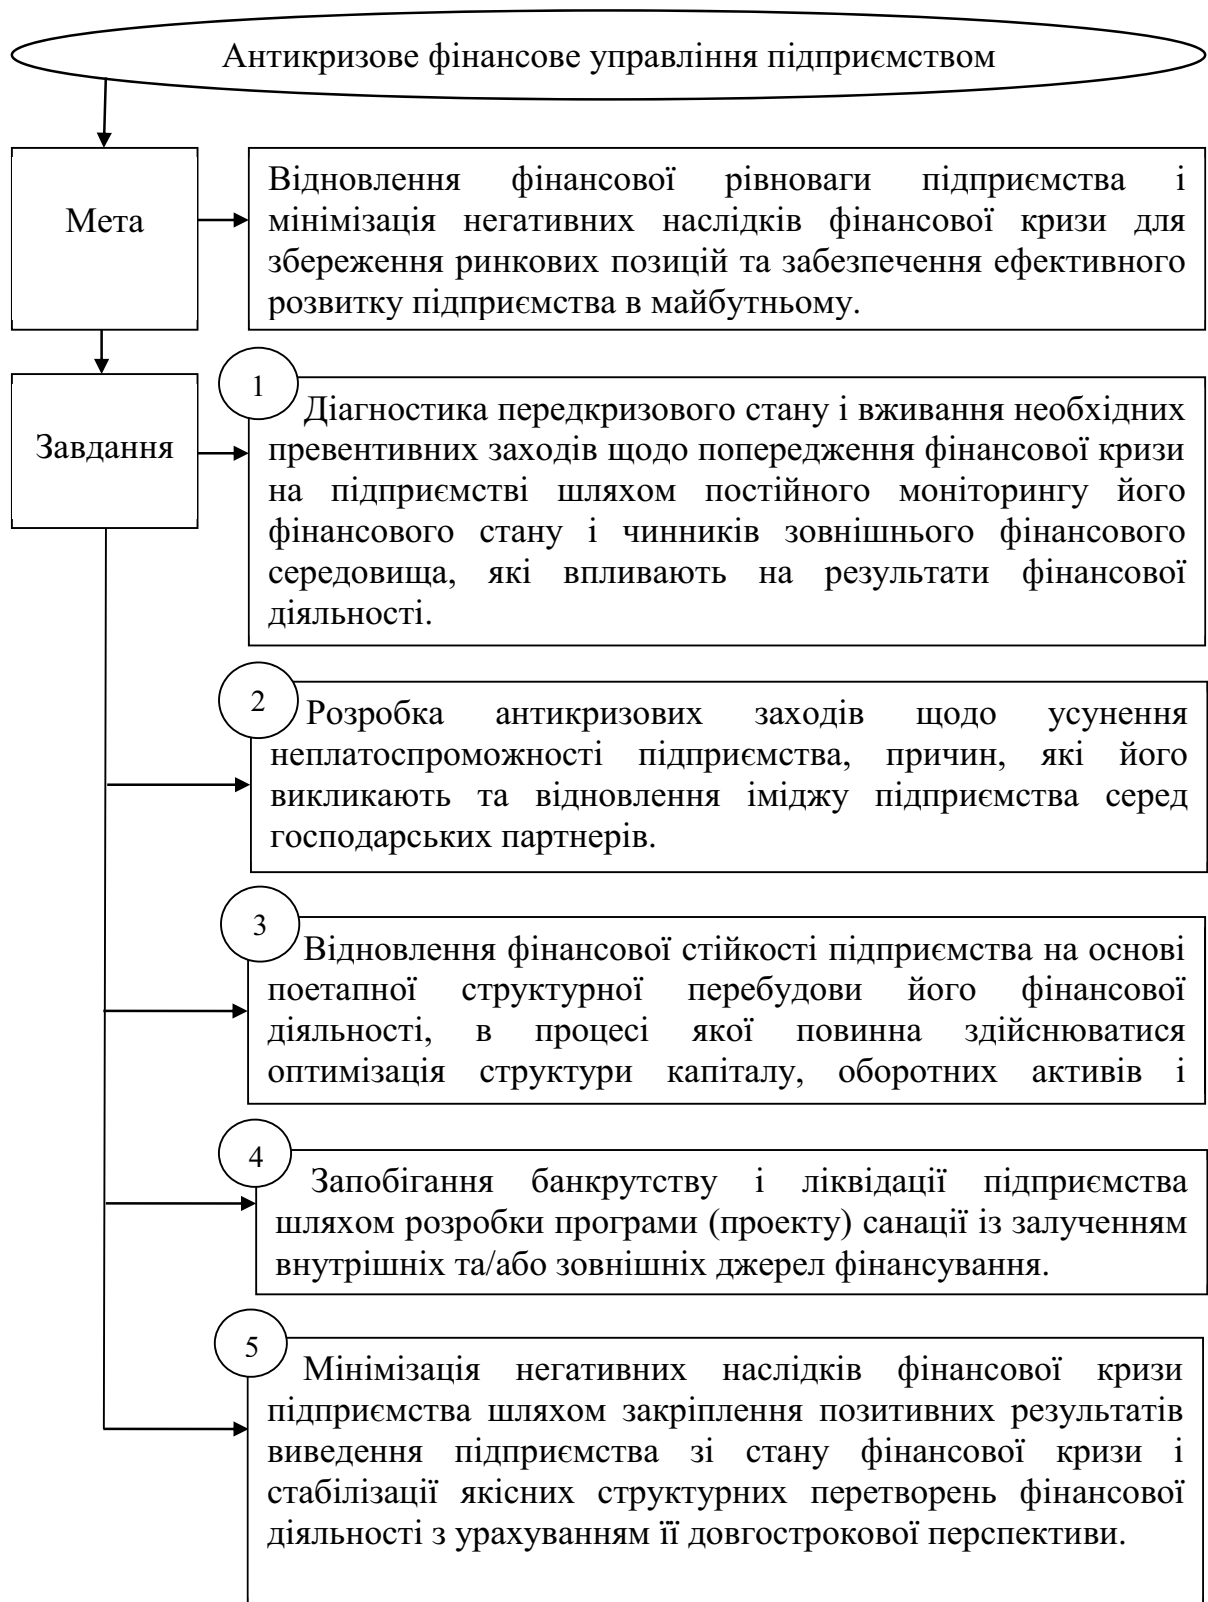 Антикризове фінансове управління підприємством
Мета
Відновлення фінансової рівноваги підприємства і
мінімізація негативних наслідків фінансової кризи для
збереження ринкових позицій та забезпечення ефективного
розвитку підприємства в майбутньому.
Завдання
1
Діагностика передкризового стану і вживання необхідних
превентивних заходів щодо попередження фінансової кризи
на підприємстві шляхом постійного моніторингу його
фінансового стану і чинників зовнішнього фінансового
середовища, які впливають на результати фінансової
діяльності.
2
Розробка антикризових заходів щодо усунення
неплатоспроможності підприємства, причин, які його
викликають та відновлення іміджу підприємства серед
господарських партнерів.
3
Відновлення фінансової стійкості підприємства на основі
поетапної структурної перебудови його фінансової
діяльності, в процесі якої повинна здійснюватися
оптимізація структури капіталу, оборотних активів і
4
Запобігання банкрутству і ліквідації підприємства
шляхом розробки програми (проекту) санації із залученням
внутрішніх та/або зовнішніх джерел фінансування.
5
Мінімізація негативних наслідків фінансової кризи
підприємства шляхом закріплення позитивних результатів
виведення підприємства зі стану фінансової кризи і
стабілізації якісних структурних перетворень фінансової
діяльності з урахуванням її довгострокової перспективи.